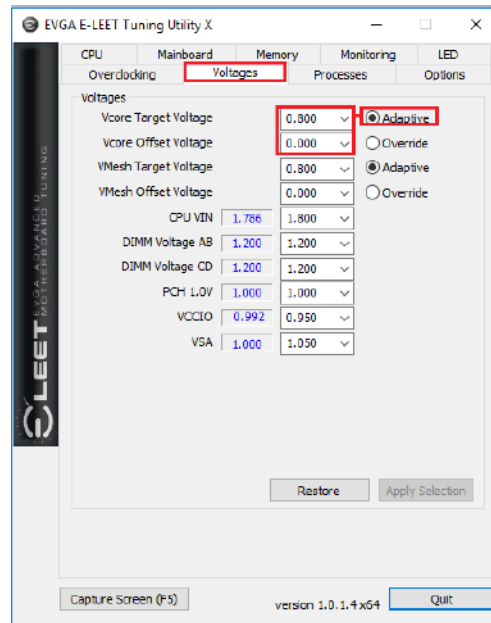 EVGA E-LEET Tuning Utility X
CPU Mainboard Memory Monitoring LED
Overclocking Voltages Processes Options
Voltages
Vcore Target Voltage 0.800 Adaptive
Vcore Offset Voltage 0.000 Override
VMesh Target Voltage 0.800 Adaptive
VMesh Offset Voltage 0.000 Override
CPU VIN 1.786 1.800
DIMM Voltage AB 1.200 1.200
DIMM Voltage CD 1.200 1.200
PCH 1.0V 1.000 1.000
VCCIO 0.992 0.950
VSA 1.000 1.050
ELEET EVGA ADVANCED
MOTHERBOARD TUNING
Restore Apply Selection
Capture Screen (F5) version 1.0.1.4 x64 Quit